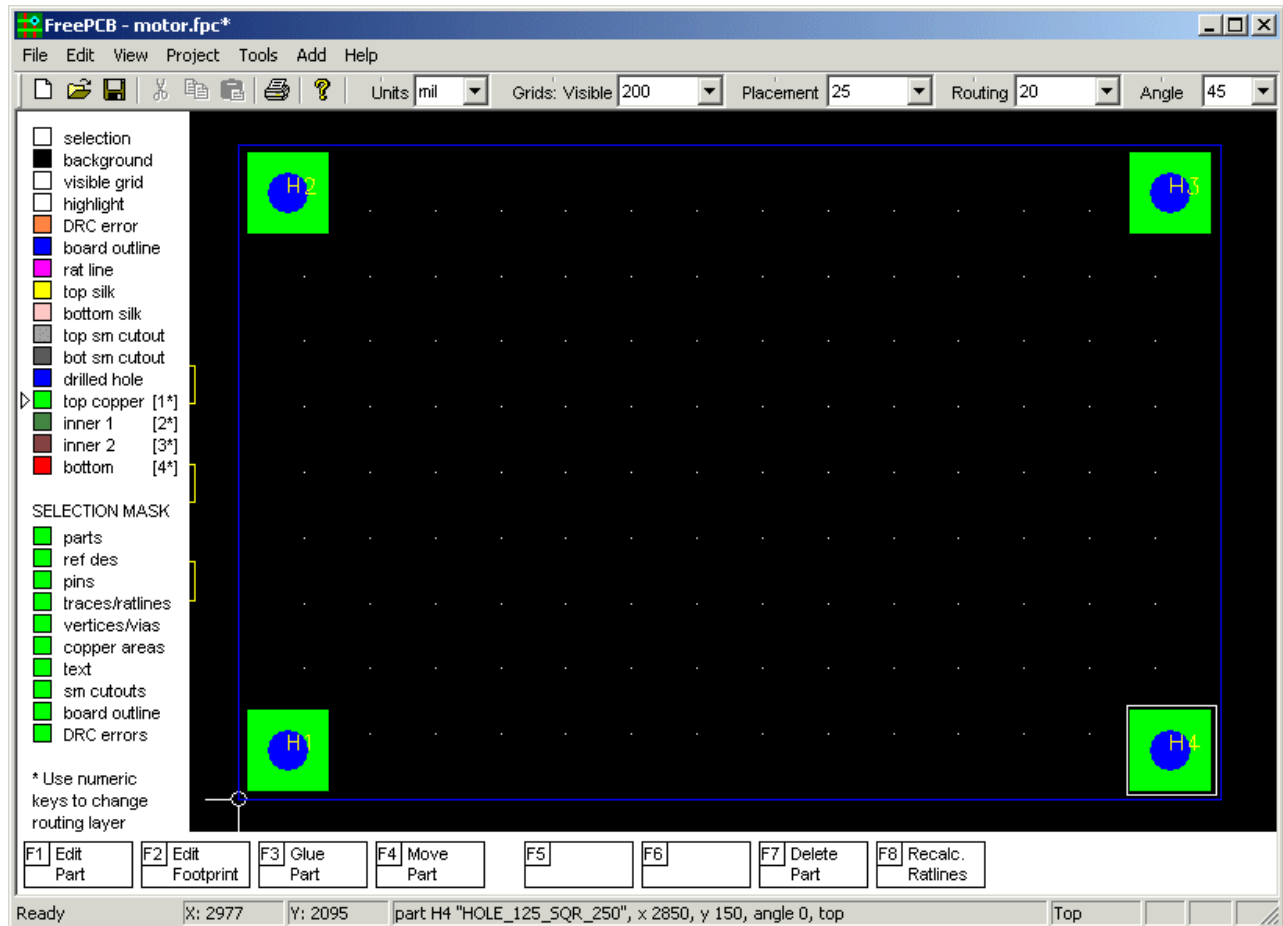 FreePCB - motor.fpc*
File Edit View Project Tools Add Help
Units mil Grids: Visible 200 Placement 25 Routing 20 Angle 45
selection
background
visible grid
highlight
DRC error
board outline
rat line
top silk
bottom silk
top sm cutout
bot sm cutout
drilled hole
top copper [1*]
inner 1 [2*]
inner 2 [3*]
bottom [4*]
SELECTION MASK
parts
ref des
pins
traces/ratlines
vertices/vias
copper areas
text
sm cutouts
board outline
DRC errors
* Use numeric
keys to change
routing layer
H2 H3
H1 H4
F1 Edit Part F2 Edit Footprint F3 Glue Part F4 Move Part F5 F6 F7 Delete Part F8 Recalc. Ratlines
Ready X: 2977 Y: 2095 part H4 "HOLE_125_SQR_250", x 2850, y 150, angle 0, top Top